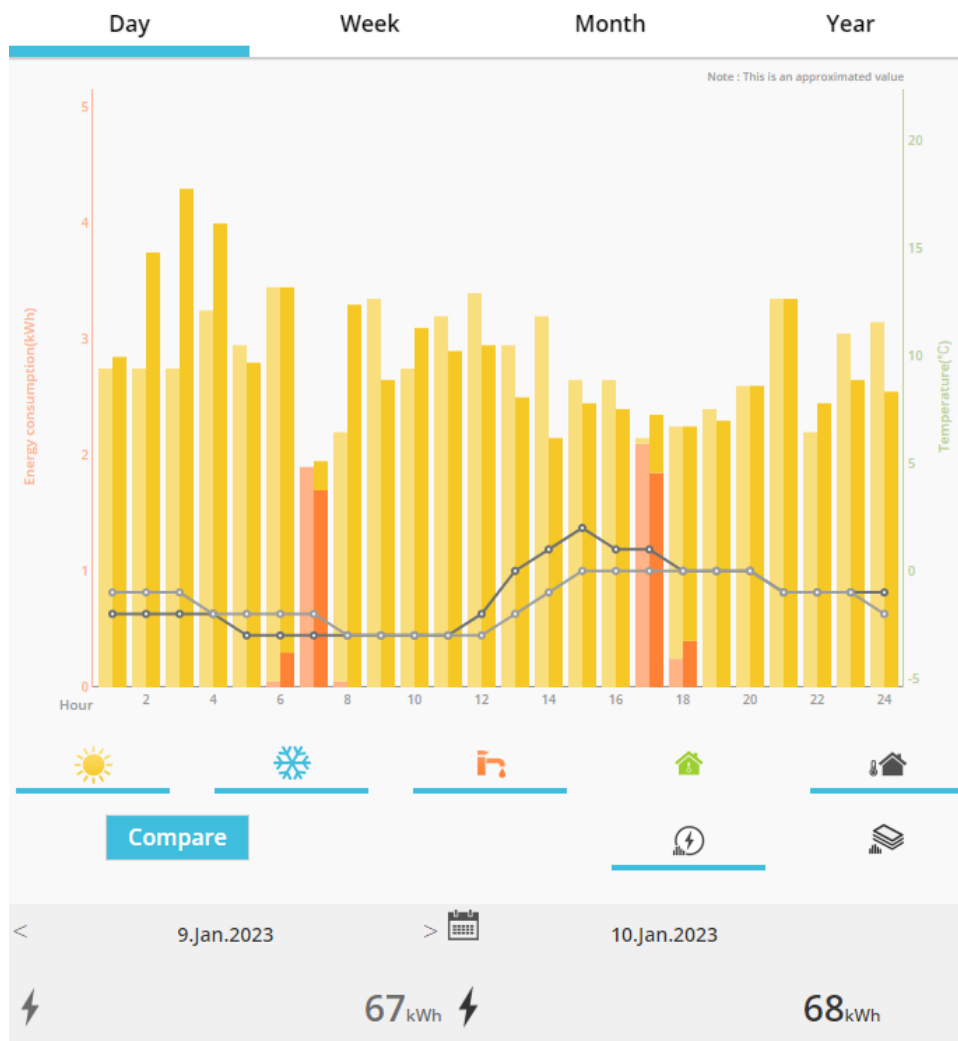 Day Week Month Year
Note : This is an approximated value
5
4
3
2
1
0
Energy consumption(kWh)
20
15
10
5
0
-5
Temperature(°C)
Hour 2 4 6 8 10 12 14 16 18 20 22 24
Compare
< 9.Jan.2023 > 10.Jan.2023
67kWh 68kWh